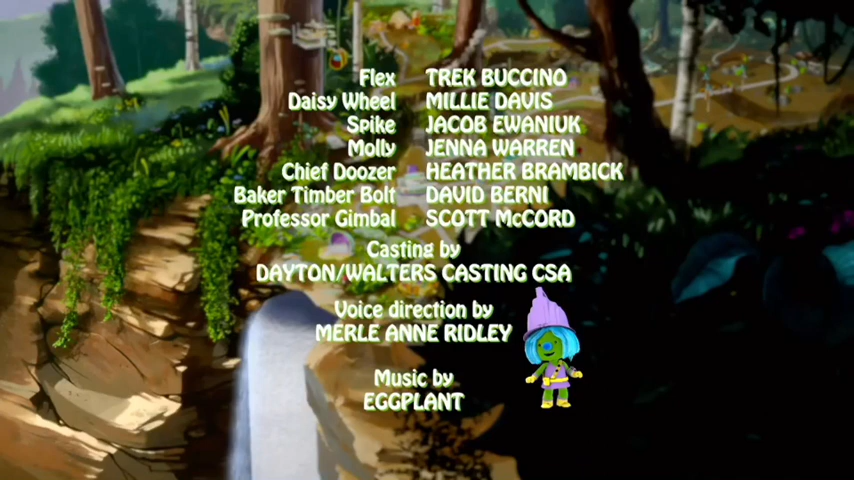 Flex TREK BUCCINO
Daisy Wheel MILLIE DAVIS
Spike JACOB EWANIUK
Molly JENNA WARREN
Chief Doozer HEATHER BRAMBICK
Baker Timber Bolt DAVID BERNI
Professor Gimbal SCOTT McCORD
Casting by
DAYTON/WALTERS CASTING CSA
Voice direction by
MERLE ANNE RIDLEY
Music by
EGGPLANT